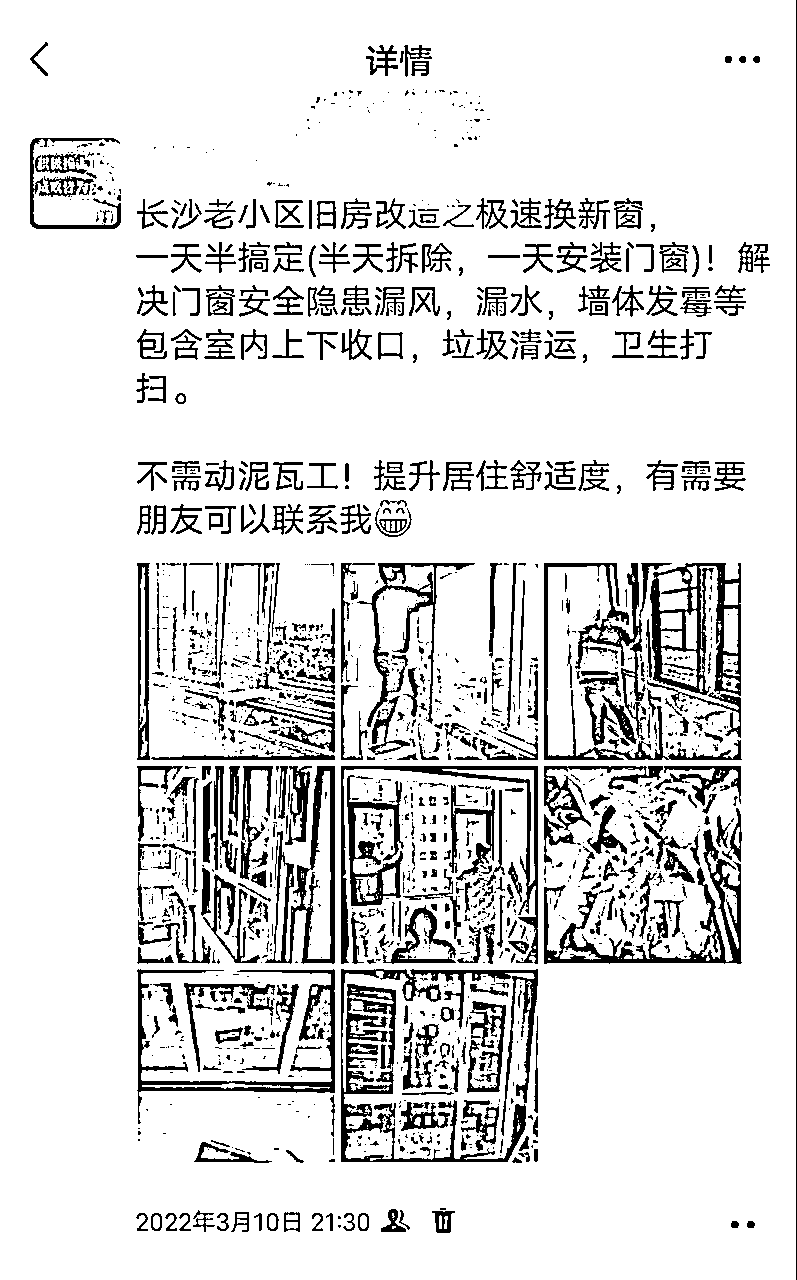 详情
长沙老小区旧房改造之极速换新窗，
一天半搞定(半天拆除，一天安装门窗)！解
决门窗安全隐患漏风，漏水，墙体发霉等
包含室内上下收口，垃圾清运，卫生打
扫。
不需动泥瓦工！提升居住舒适度，有需要
朋友可以联系我😁
2022年3月10日 21:30